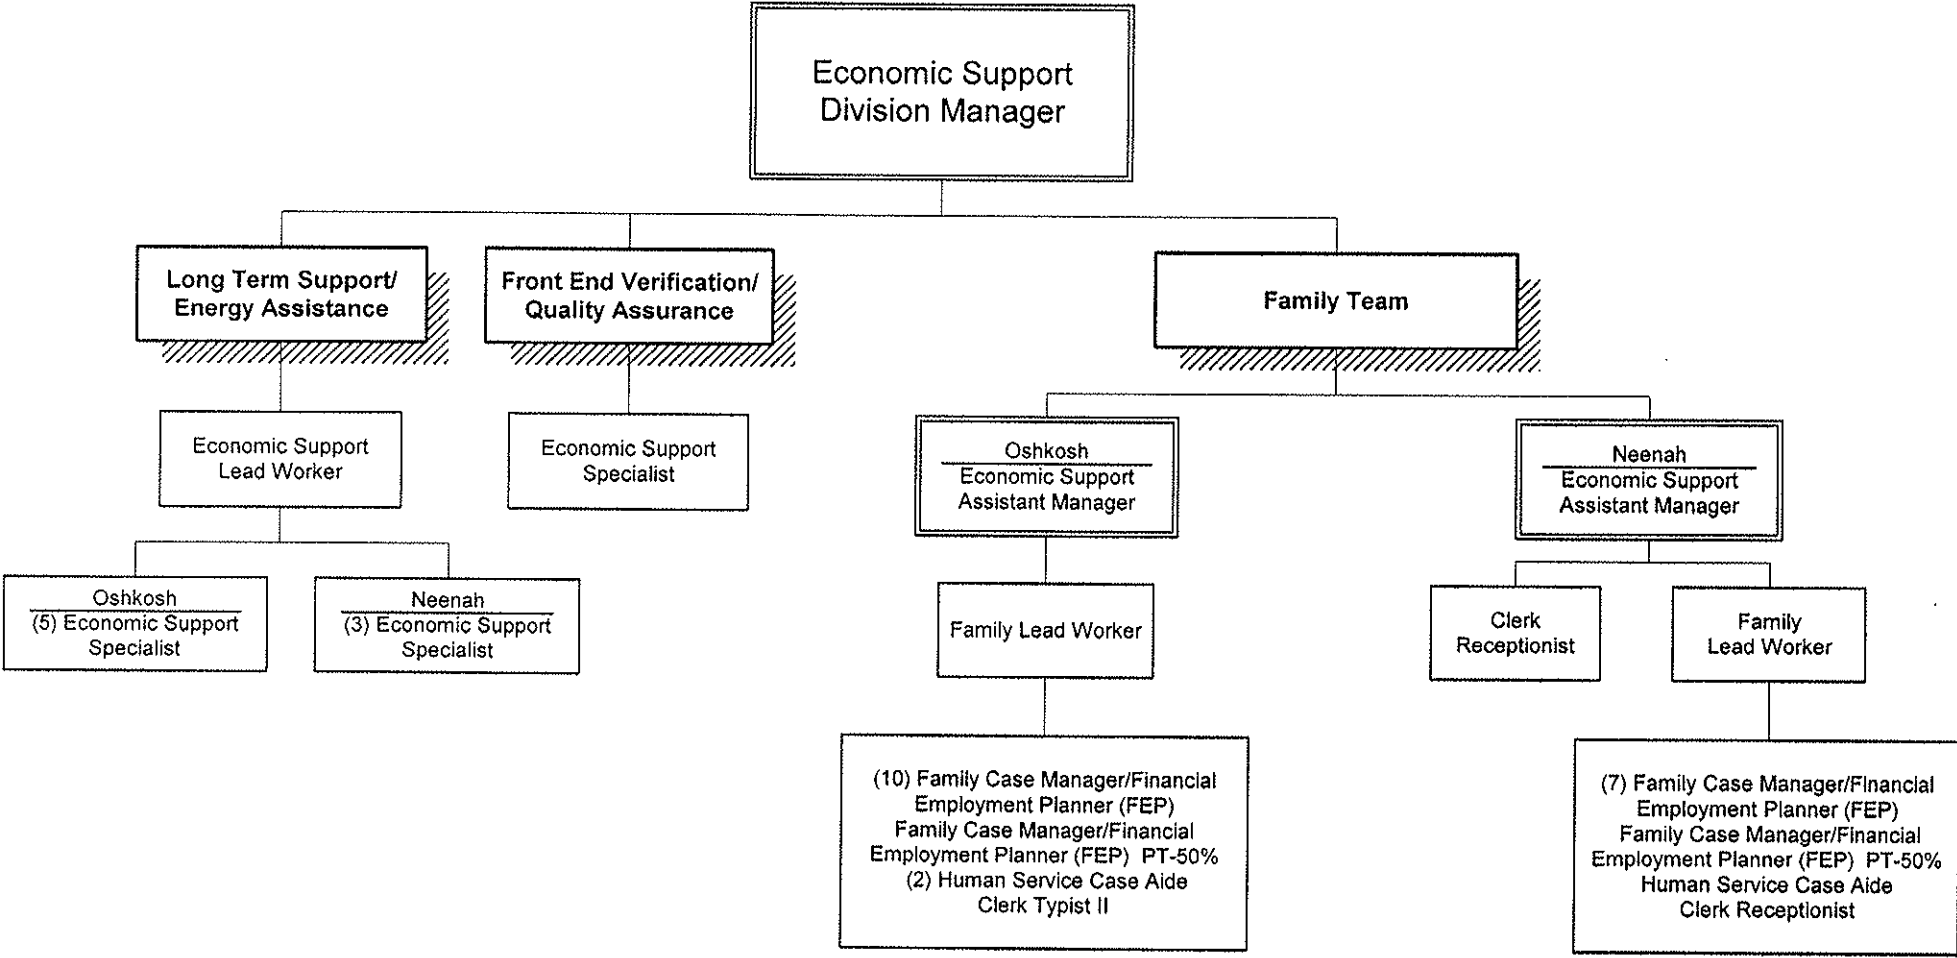 Economic Support
Division Manager
Long Term Support/
Energy Assistance
Front End Verification/
Quality Assurance
Family Team
Economic Support
Lead Worker
Economic Support
Specialist
Oshkosh
Economic Support
Assistant Manager
Neenah
Economic Support
Assistant Manager
Oshkosh
(5) Economic Support
Specialist
Neenah
(3) Economic Support
Specialist
Family Lead Worker
Clerk
Receptionist
Family
Lead Worker
(10) Family Case Manager/Financial
Employment Planner (FEP)
Family Case Manager/Financial
Employment Planner (FEP) PT-50%
(2) Human Service Case Aide
Clerk Typist II
(7) Family Case Manager/Financial
Employment Planner (FEP)
Family Case Manager/Financial
Employment Planner (FEP) PT-50%
Human Service Case Aide
Clerk Receptionist